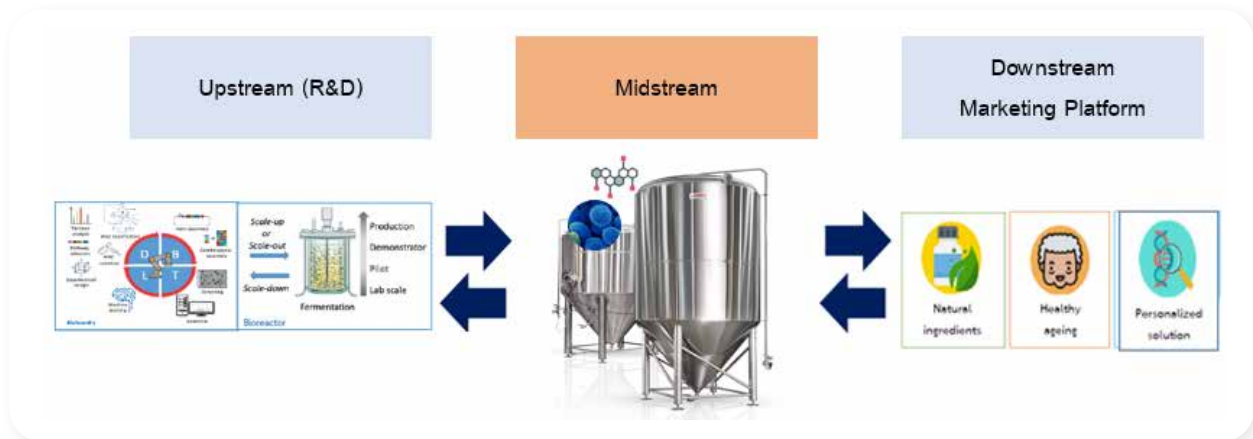 Upstream (R&D)
Midstream
Downstream
Marketing Platform
D
B
L
T
Biofoundry
Scale-up
or
Scale-out
Scale-down
Fermentation
Production
Demonstrator
Pilot
Lab scale
Bioreactor
Natural
ingredients
Healthy
ageing
Personalized
solution